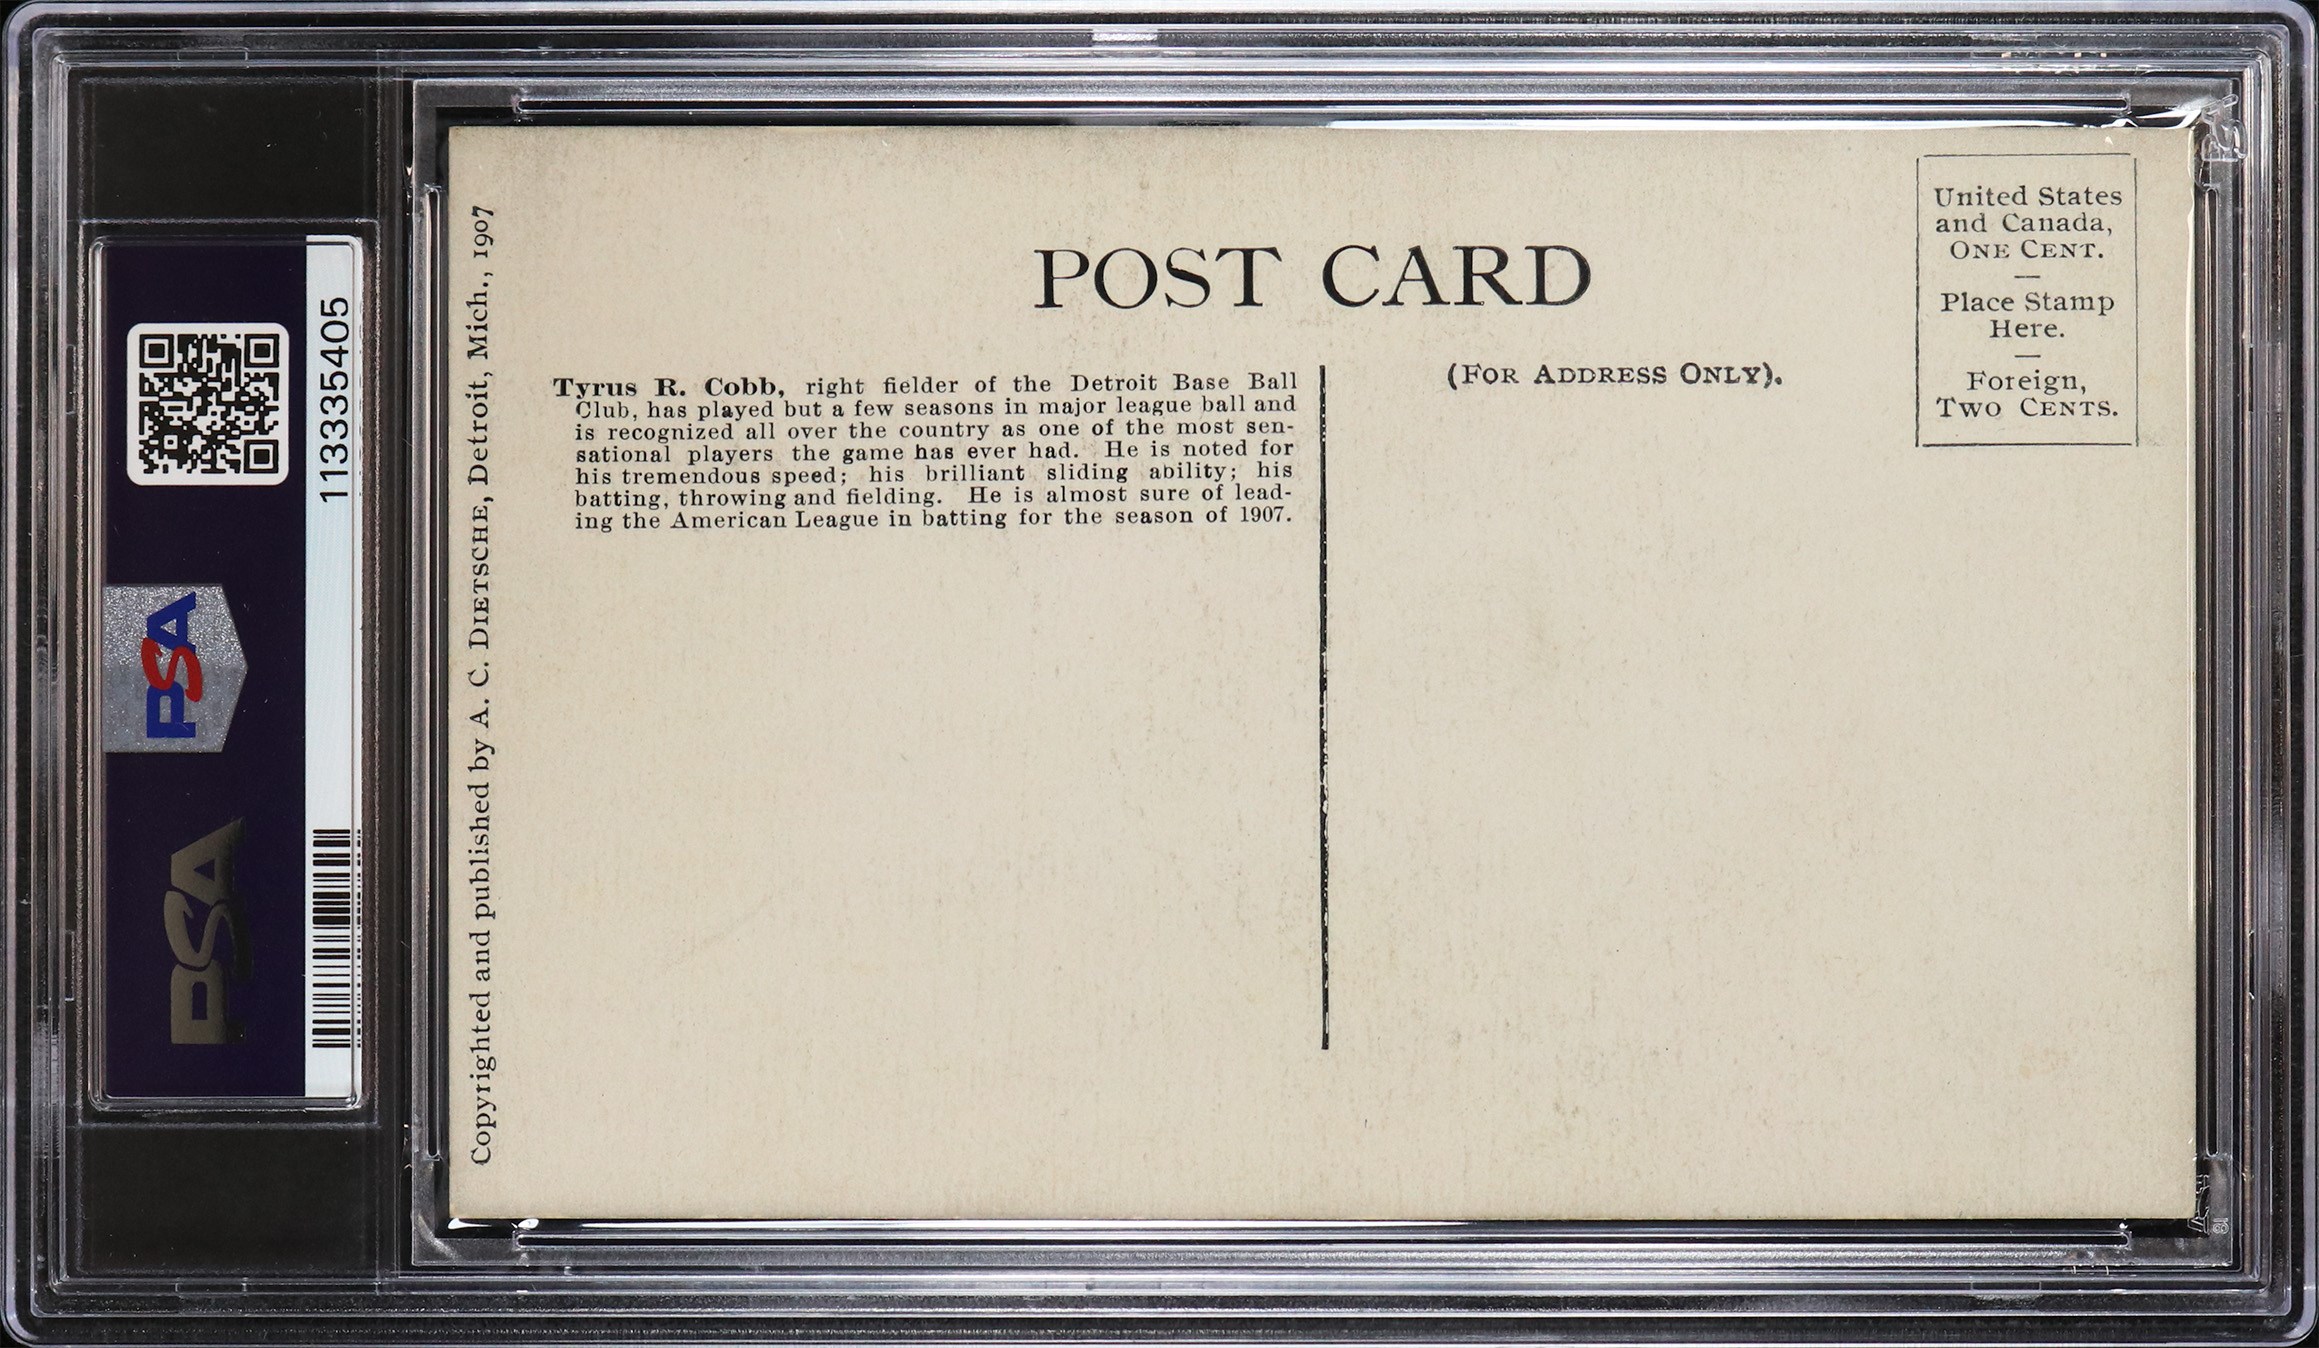 113335405
PSA
PSA
Copyrighted and published by A. C. DIETSCHE, Detroit, Mich., 1907
POST CARD
Tyrus R. Cobb, right fielder of the Detroit Base Ball
Club, has played but a few seasons in major league ball and
is recognized all over the country as one of the most sen-
sational players the game has ever had. He is noted for
his tremendous speed; his brilliant sliding ability; his
batting, throwing and fielding. He is almost sure of lead-
ing the American League in batting for the season of 1907.
(FOR ADDRESS ONLY).
United States
and Canada,
ONE CENT.
—
Place Stamp
Here.
—
Foreign,
TWO CENTS.